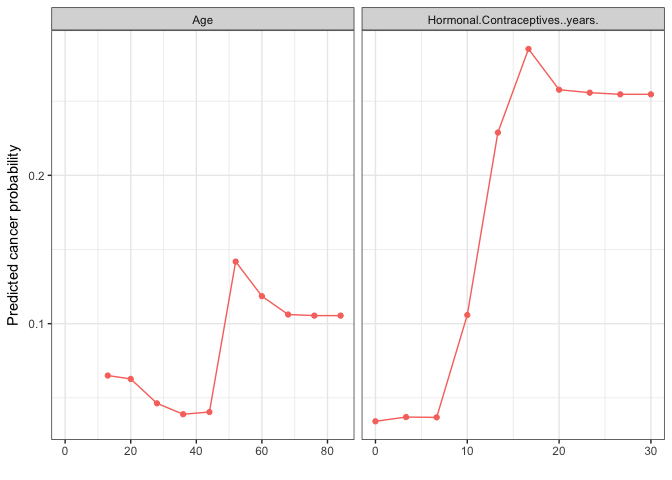 Age
Hormonal.Contraceptives..years.
Predicted cancer probability
0.2
0.1
0 20 40 60 80
0 10 20 30